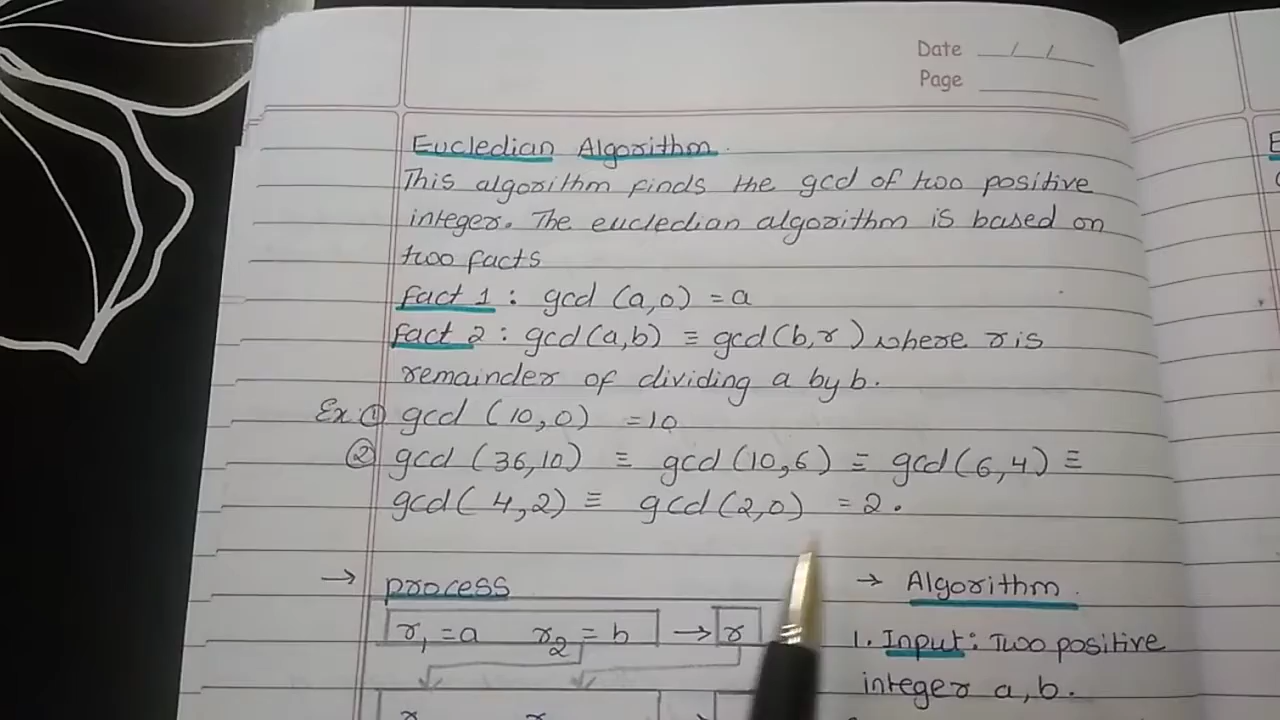 Date / /
Page
Eucledian Algorithm.
This algorithm finds the gcd of two positive
integer. The eucledian algorithm is based on
two facts
fact 1 : gcd (a,0) = a
fact 2 : gcd(a,b) ≡ gcd(b,r) where r is
remainder of dividing a by b.
Ex ① gcd (10,0) =10
② gcd (36,10) ≡ gcd(10,6) ≡ gcd(6,4) ≡
gcd(4,2) ≡ gcd(2,0) = 2.
→ process
r₁ =a r₂ = b → r
→ Algorithm
1. Input: Two positive
integer a,b.